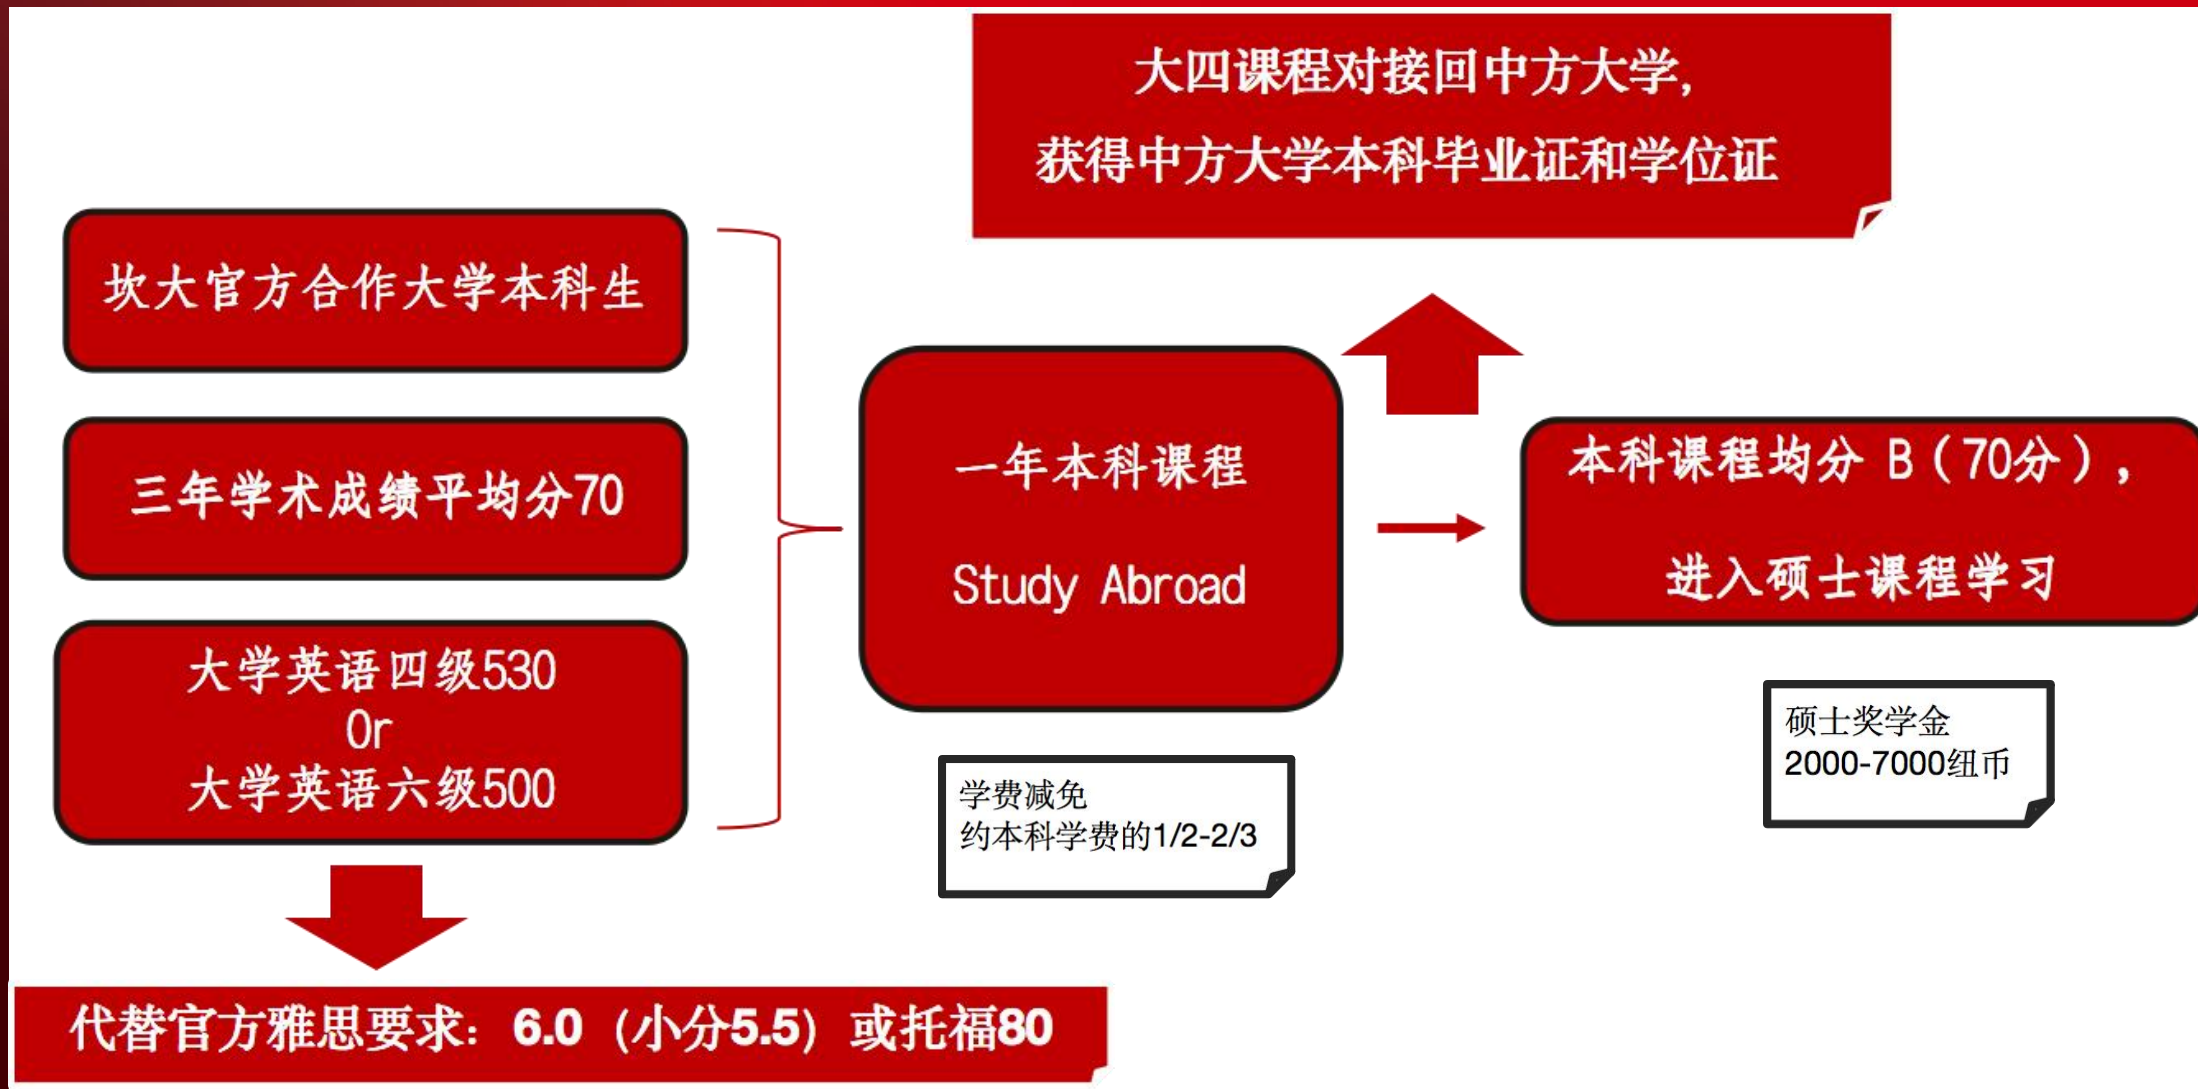 大四课程对接回中方大学，
获得中方大学本科毕业证和学位证
坎大官方合作大学本科生
三年学术成绩平均分70
大学英语四级530
Or
大学英语六级500
一年本科课程
Study Abroad
本科课程均分 B（70分），
进入硕士课程学习
学费减免
约本科学费的1/2-2/3
硕士奖学金
2000-7000纽币
代替官方雅思要求：6.0（小分5.5）或托福80